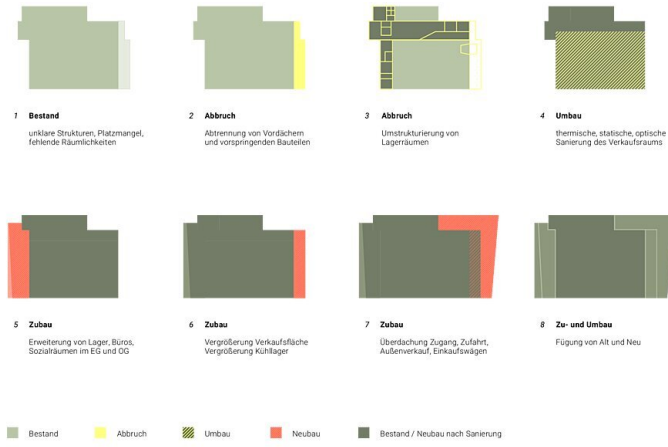 1 Bestand
unklare Strukturen, Platzmangel,
fehlende Räumlichkeiten
2 Abbruch
Abtrennung von Vordächern
und vorspringenden Bauteilen
3 Abbruch
Umstrukturierung von
Lagerräumen
4 Umbau
thermische, statische, optische
Sanierung des Verkaufsraums
5 Zubau
Erweiterung von Lager, Büros,
Sozialräumen im EG und OG
6 Zubau
Vergrößerung Verkaufsfläche
Vergrößerung Kühllager
7 Zubau
Überdachung Zugang, Zufahrt,
Außenverkauf, Einkaufswägen
8 Zu- und Umbau
Fügung von Alt und Neu
Bestand
Abbruch
Umbau
Neubau
Bestand / Neubau nach Sanierung